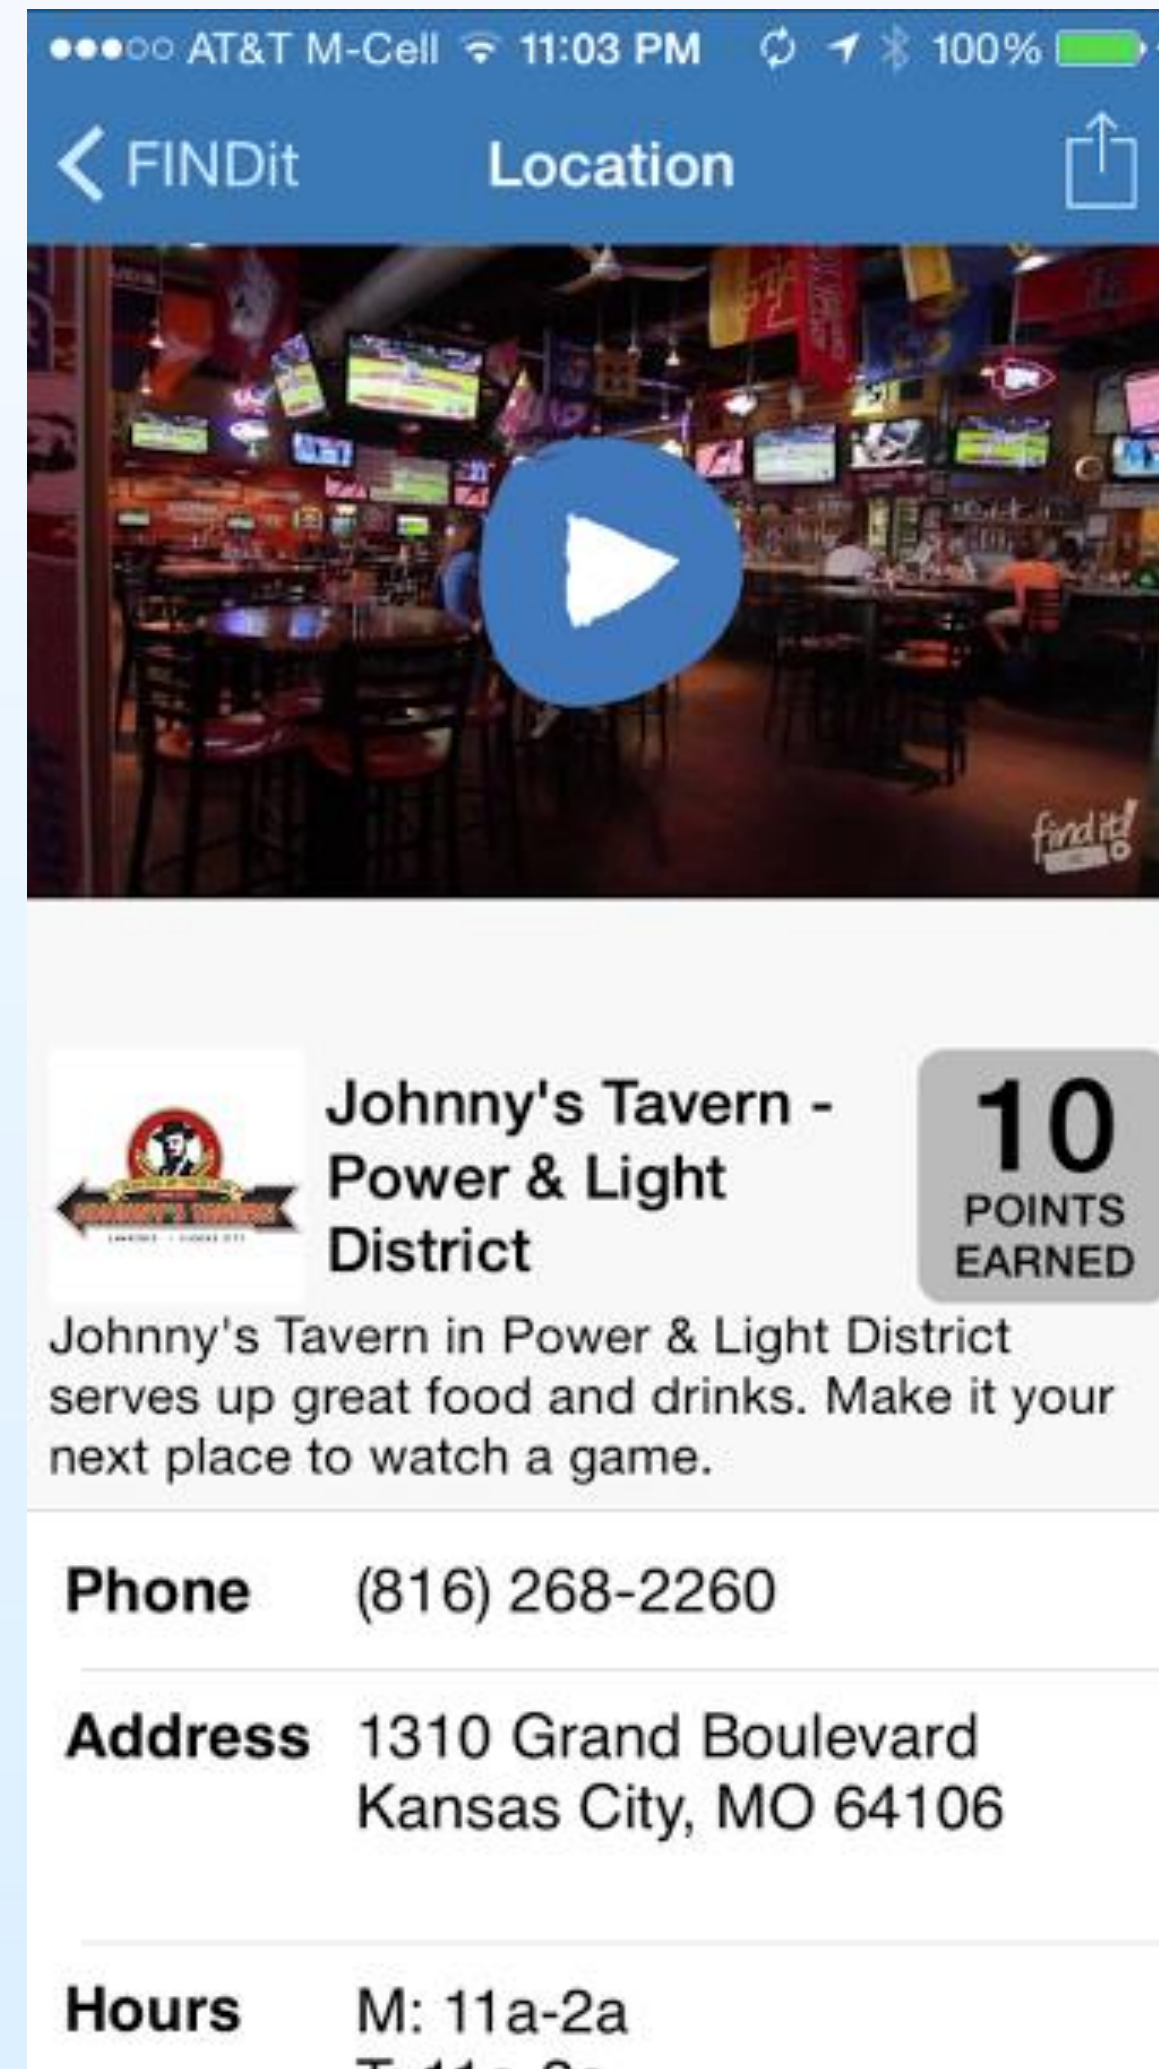 AT&T M-Cell 11:03 PM 100%
FINDit Location
find it!
Johnny's Tavern -
Power & Light
District
10
POINTS
EARNED
Johnny's Tavern in Power & Light District
serves up great food and drinks. Make it your
next place to watch a game.
Phone (816) 268-2260
Address 1310 Grand Boulevard
Kansas City, MO 64106
Hours M: 11a-2a